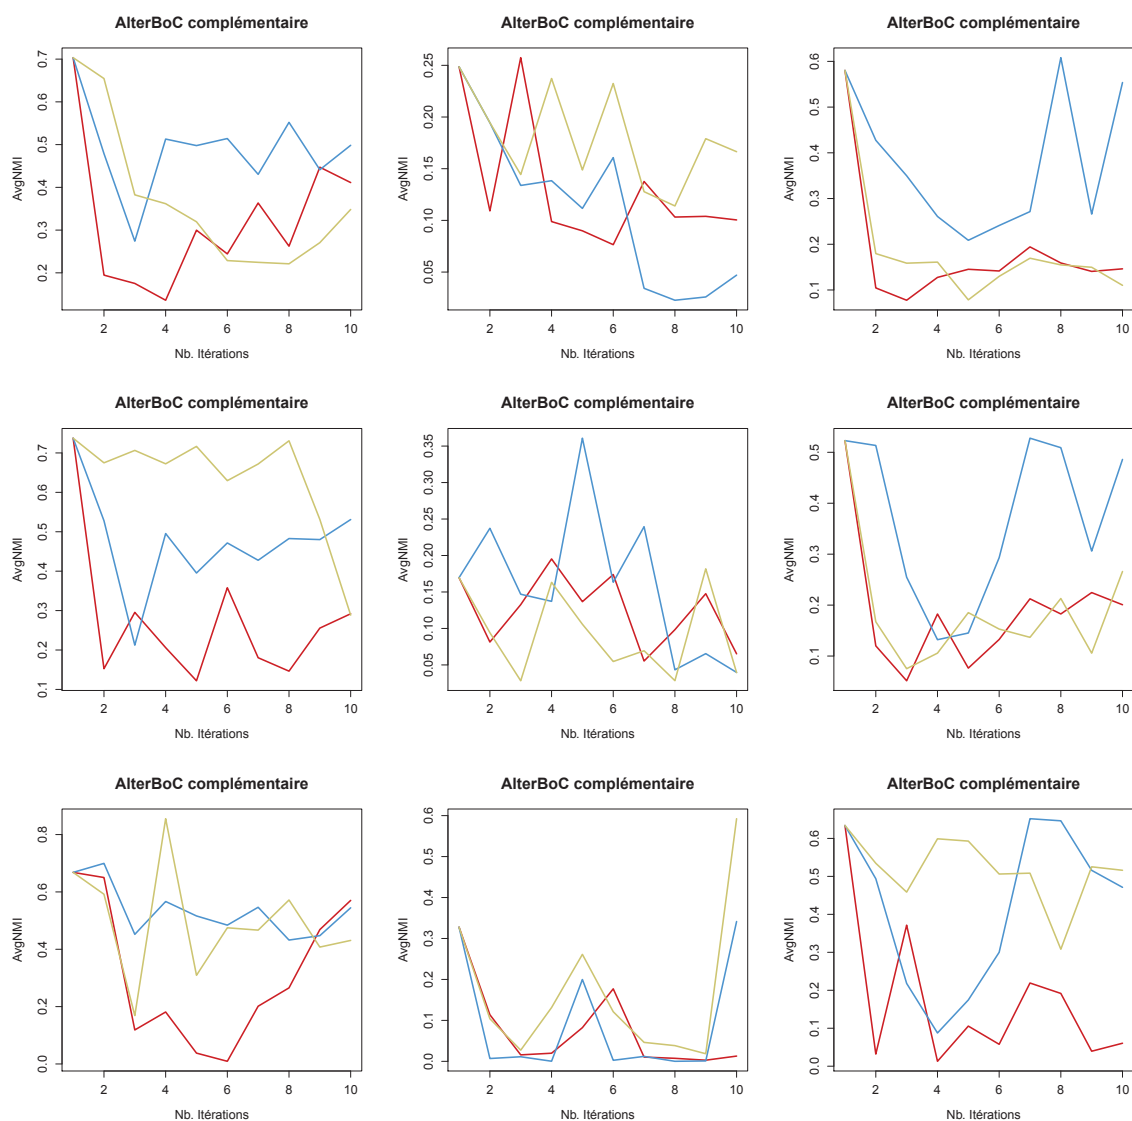 AlterBoC complémentaire
AvgNMI
0.2 0.3 0.4 0.5 0.6 0.7
2 4 6 8 10
Nb. Itérations
AlterBoC complémentaire
AvgNMI
0.05 0.10 0.15 0.20 0.25
2 4 6 8 10
Nb. Itérations
AlterBoC complémentaire
AvgNMI
0.1 0.2 0.3 0.4 0.5 0.6
2 4 6 8 10
Nb. Itérations
AlterBoC complémentaire
AvgNMI
0.1 0.2 0.3 0.4 0.5 0.6 0.7
2 4 6 8 10
Nb. Itérations
AlterBoC complémentaire
AvgNMI
0.05 0.10 0.15 0.20 0.25 0.30 0.35
2 4 6 8 10
Nb. Itérations
AlterBoC complémentaire
AvgNMI
0.1 0.2 0.3 0.4 0.5
2 4 6 8 10
Nb. Itérations
AlterBoC complémentaire
AvgNMI
0.0 0.2 0.4 0.6 0.8
2 4 6 8 10
Nb. Itérations
AlterBoC complémentaire
AvgNMI
0.0 0.1 0.2 0.3 0.4 0.5 0.6
2 4 6 8 10
Nb. Itérations
AlterBoC complémentaire
AvgNMI
0.0 0.1 0.2 0.3 0.4 0.5 0.6
2 4 6 8 10
Nb. Itérations